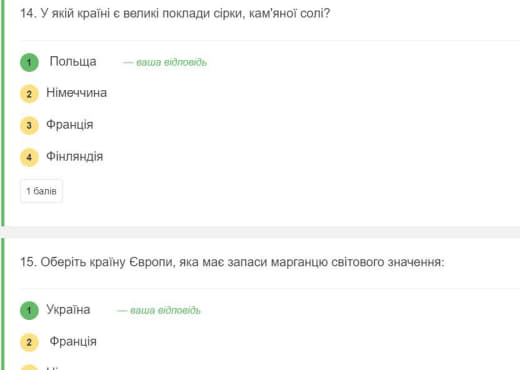 14. У якій країні є великі поклади сірки, кам'яної солі?
1 Польща — ваша відповідь
2 Німеччина
3 Франція
4 Фінляндія
1 балів
15. Оберіть країну Європи, яка має запаси марганцю світового значення:
1 Україна — ваша відповідь
2 Франція